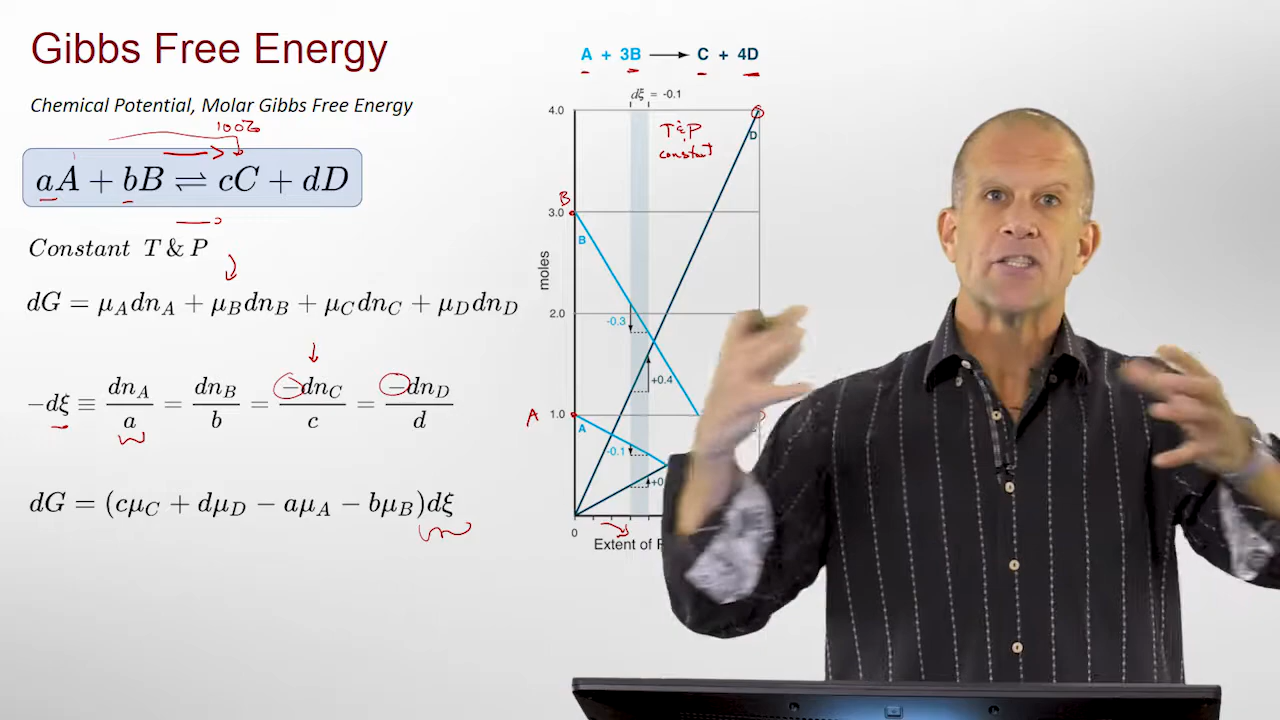 Gibbs Free Energy
Chemical Potential, Molar Gibbs Free Energy
100%
aA + bB ⇌ cC + dD
Constant T & P
dG = μ_A dn_A + μ_B dn_B + μ_C dn_C + μ_D dn_D
−dξ ≡ dn_A/a = dn_B/b = −dn_C/c = −dn_D/d
dG = (cμ_C + dμ_D − aμ_A − bμ_B)dξ
A + 3B ⟶ C + 4D
dξ = -0.1
4.0
T & P
constant
D
B
3.0
B
moles
2.0
-0.3
+0.4
A
1.0
A
-0.1
+0
0
Extent of